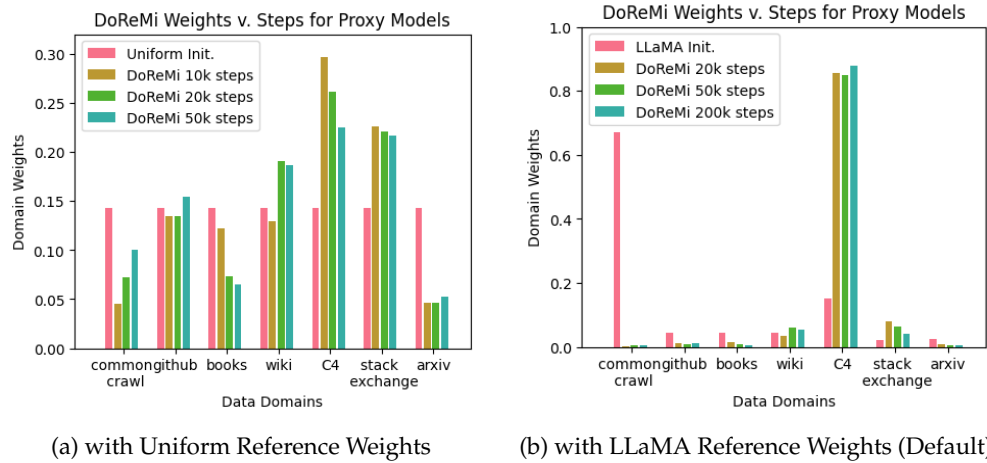 DoReMi Weights v. Steps for Proxy Models
0.30
0.25
0.20
0.15
0.10
0.05
0.00
Domain Weights
Uniform Init.
DoReMi 10k steps
DoReMi 20k steps
DoReMi 50k steps
common github books wiki C4 stack arxiv
crawl exchange
Data Domains
(a) with Uniform Reference Weights
DoReMi Weights v. Steps for Proxy Models
1.0
0.8
0.6
0.4
0.2
0.0
Domain Weights
LLaMA Init.
DoReMi 20k steps
DoReMi 50k steps
DoReMi 200k steps
common github books wiki C4 stack arxiv
crawl exchange
Data Domains
(b) with LLaMA Reference Weights (Default)